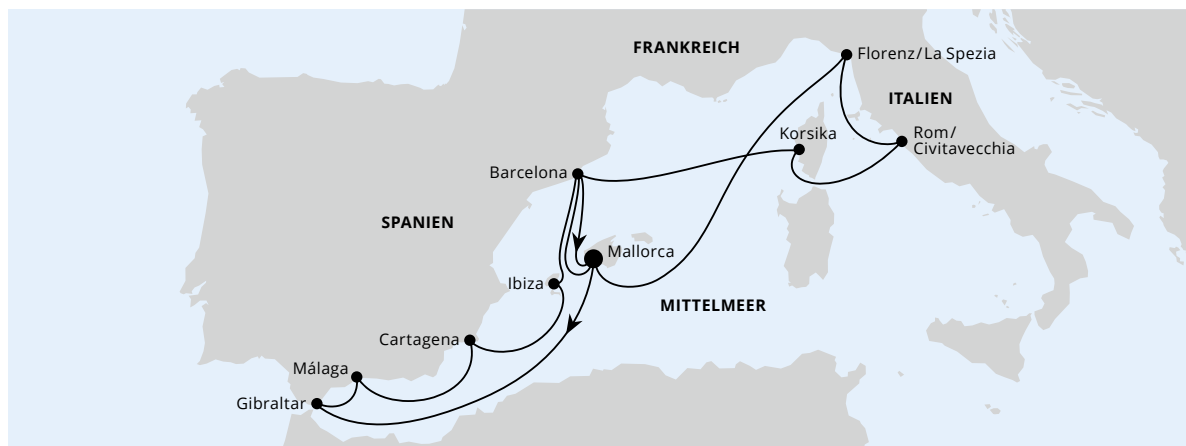 FRANKREICH
Florenz/La Spezia
ITALIEN
Korsika
Rom/
Civitavecchia
Barcelona
SPANIEN
Mallorca
Ibiza
MITTELMEER
Cartagena
Málaga
Gibraltar